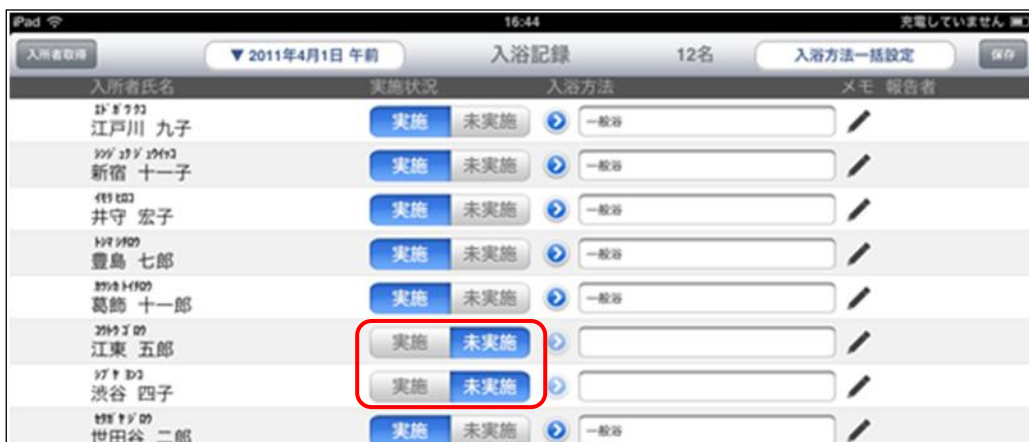 iPad 16:44 充電していません
入所者取得 ▼ 2011年4月1日 午前 入浴記録 12名 入浴方法一括設定 保存
入所者氏名 実施状況 入浴方法 メモ 報告者
江戸川 九子 実施 未実施 一般浴
新宿 十一子 実施 未実施 一般浴
イモリ ヒロコ
井守 宏子 実施 未実施 一般浴
豊島 七郎 実施 未実施 一般浴
葛飾 十一郎 実施 未実施 一般浴
江東 五郎 実施 未実施
渋谷 四子 実施 未実施
世田谷 二郎 実施 未実施 一般浴